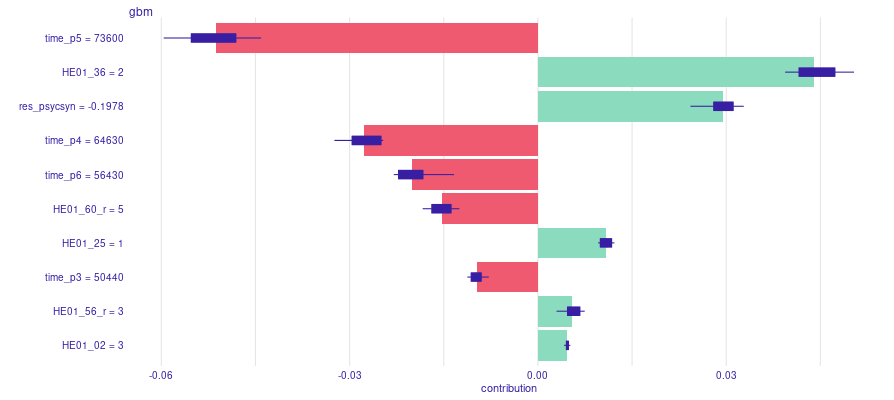 gbm
time_p5 = 73600
HE01_36 = 2
res_psycsyn = -0.1978
time_p4 = 64630
time_p6 = 56430
HE01_60_r = 5
HE01_25 = 1
time_p3 = 50440
HE01_56_r = 3
HE01_02 = 3
-0.06 -0.03 0.00 0.03
contribution